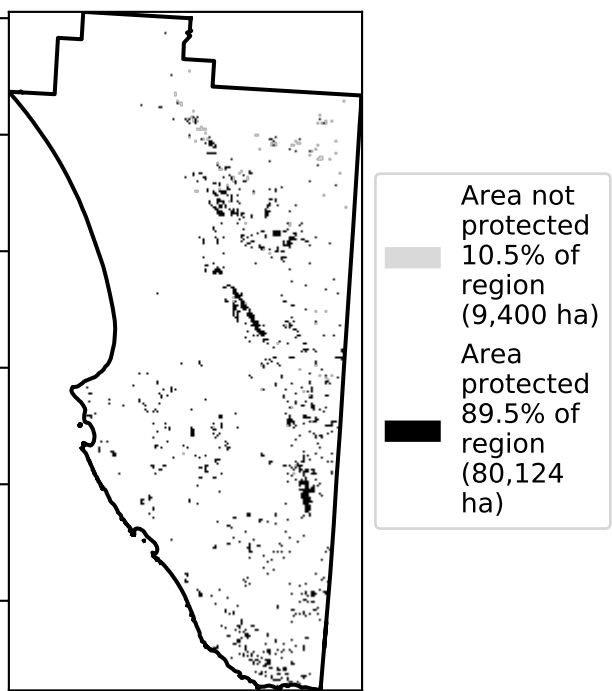 Area not
protected
10.5% of
region
(9,400 ha)
Area
protected
89.5% of
region
(80,124
ha)